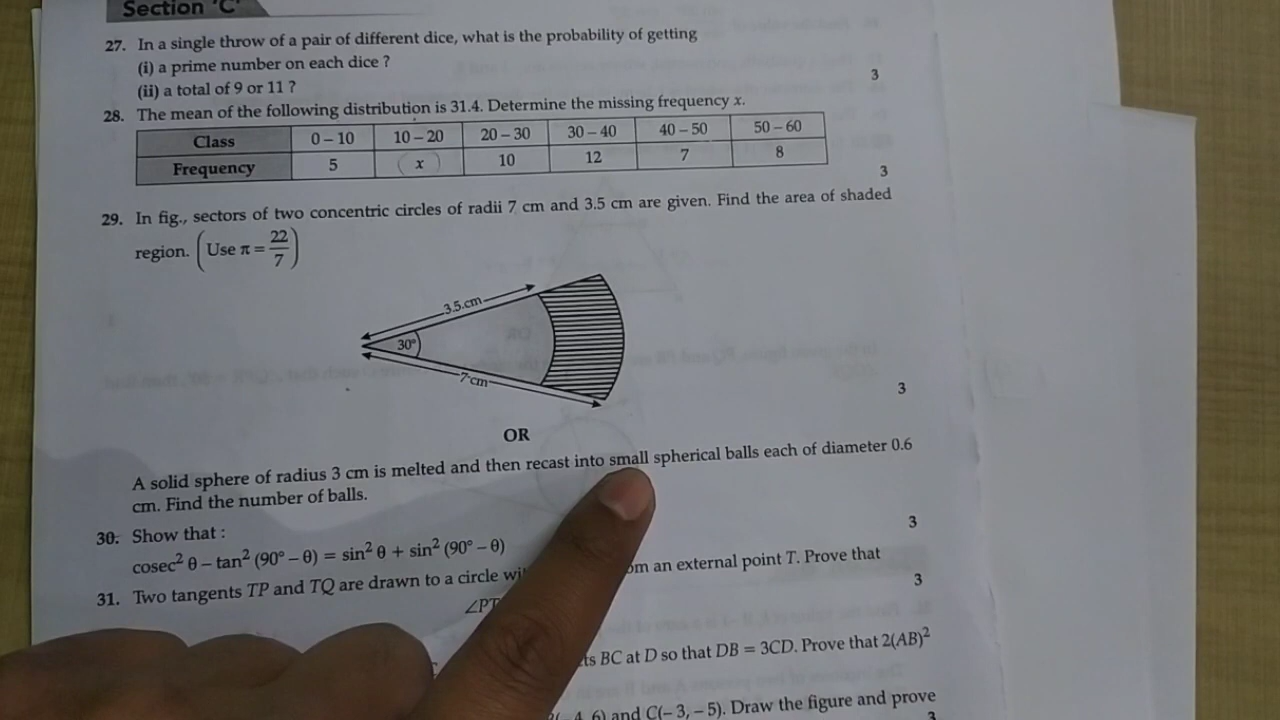 Section 'C'
27. In a single throw of a pair of different dice, what is the probability of getting
(i) a prime number on each dice ?
(ii) a total of 9 or 11 ?
3
28. The mean of the following distribution is 31.4. Determine the missing frequency x.
Class 0 – 10 10 – 20 20 – 30 30 – 40 40 – 50 50 – 60
Frequency 5 x 10 12 7 8
3
29. In fig., sectors of two concentric circles of radii 7 cm and 3.5 cm are given. Find the area of shaded
region. (Use π = 22/7)
3.5.cm
30°
7 cm
3
OR
A solid sphere of radius 3 cm is melted and then recast into small spherical balls each of diameter 0.6
cm. Find the number of balls.
30. Show that :
3
cosec² θ – tan² (90° – θ) = sin² θ + sin² (90° – θ)
31. Two tangents TP and TQ are drawn to a circle an external point T. Prove that
3
BC at D so that DB = 3CD. Prove that 2(AB)²
and C(– 3, – 5). Draw the figure and prove
3